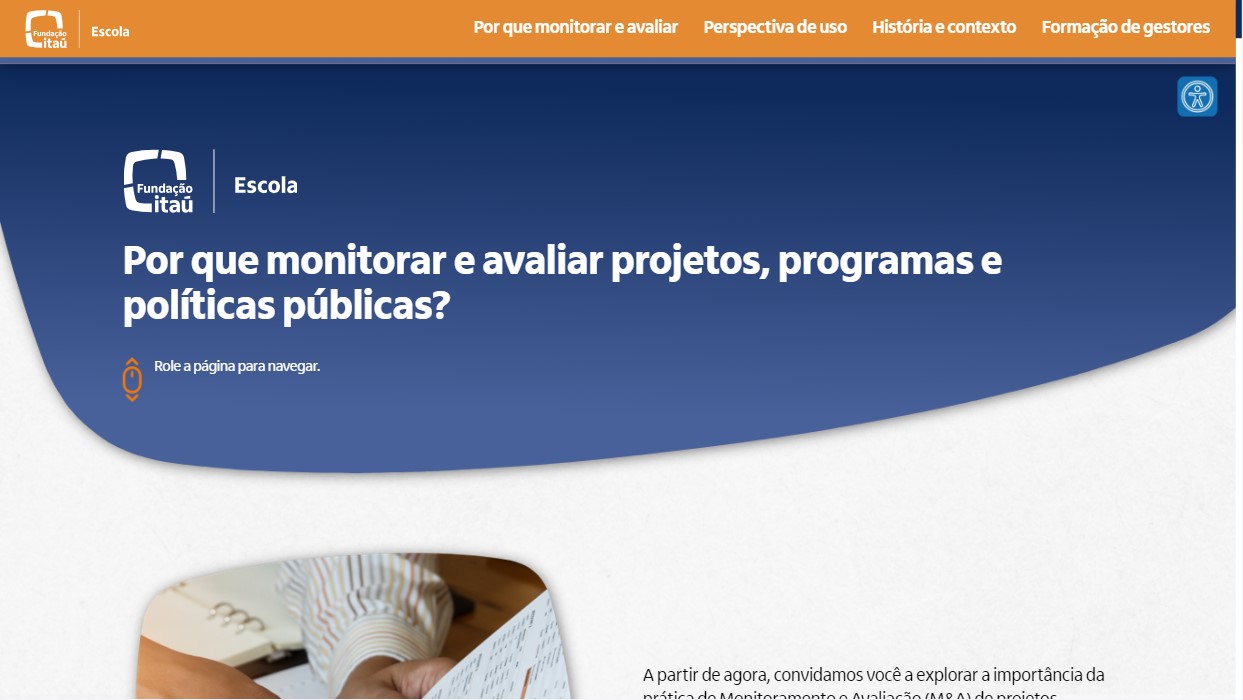 Fundação
itaú
Escola
Por que monitorar e avaliar
Perspectiva de uso
História e contexto
Formação de gestores
Fundação
itaú
Escola
Por que monitorar e avaliar projetos, programas e
políticas públicas?
Role a página para navegar.
A partir de agora, convidamos você a explorar a importância da
prática de Monitoramento e Avaliação (M&A) de projetos,